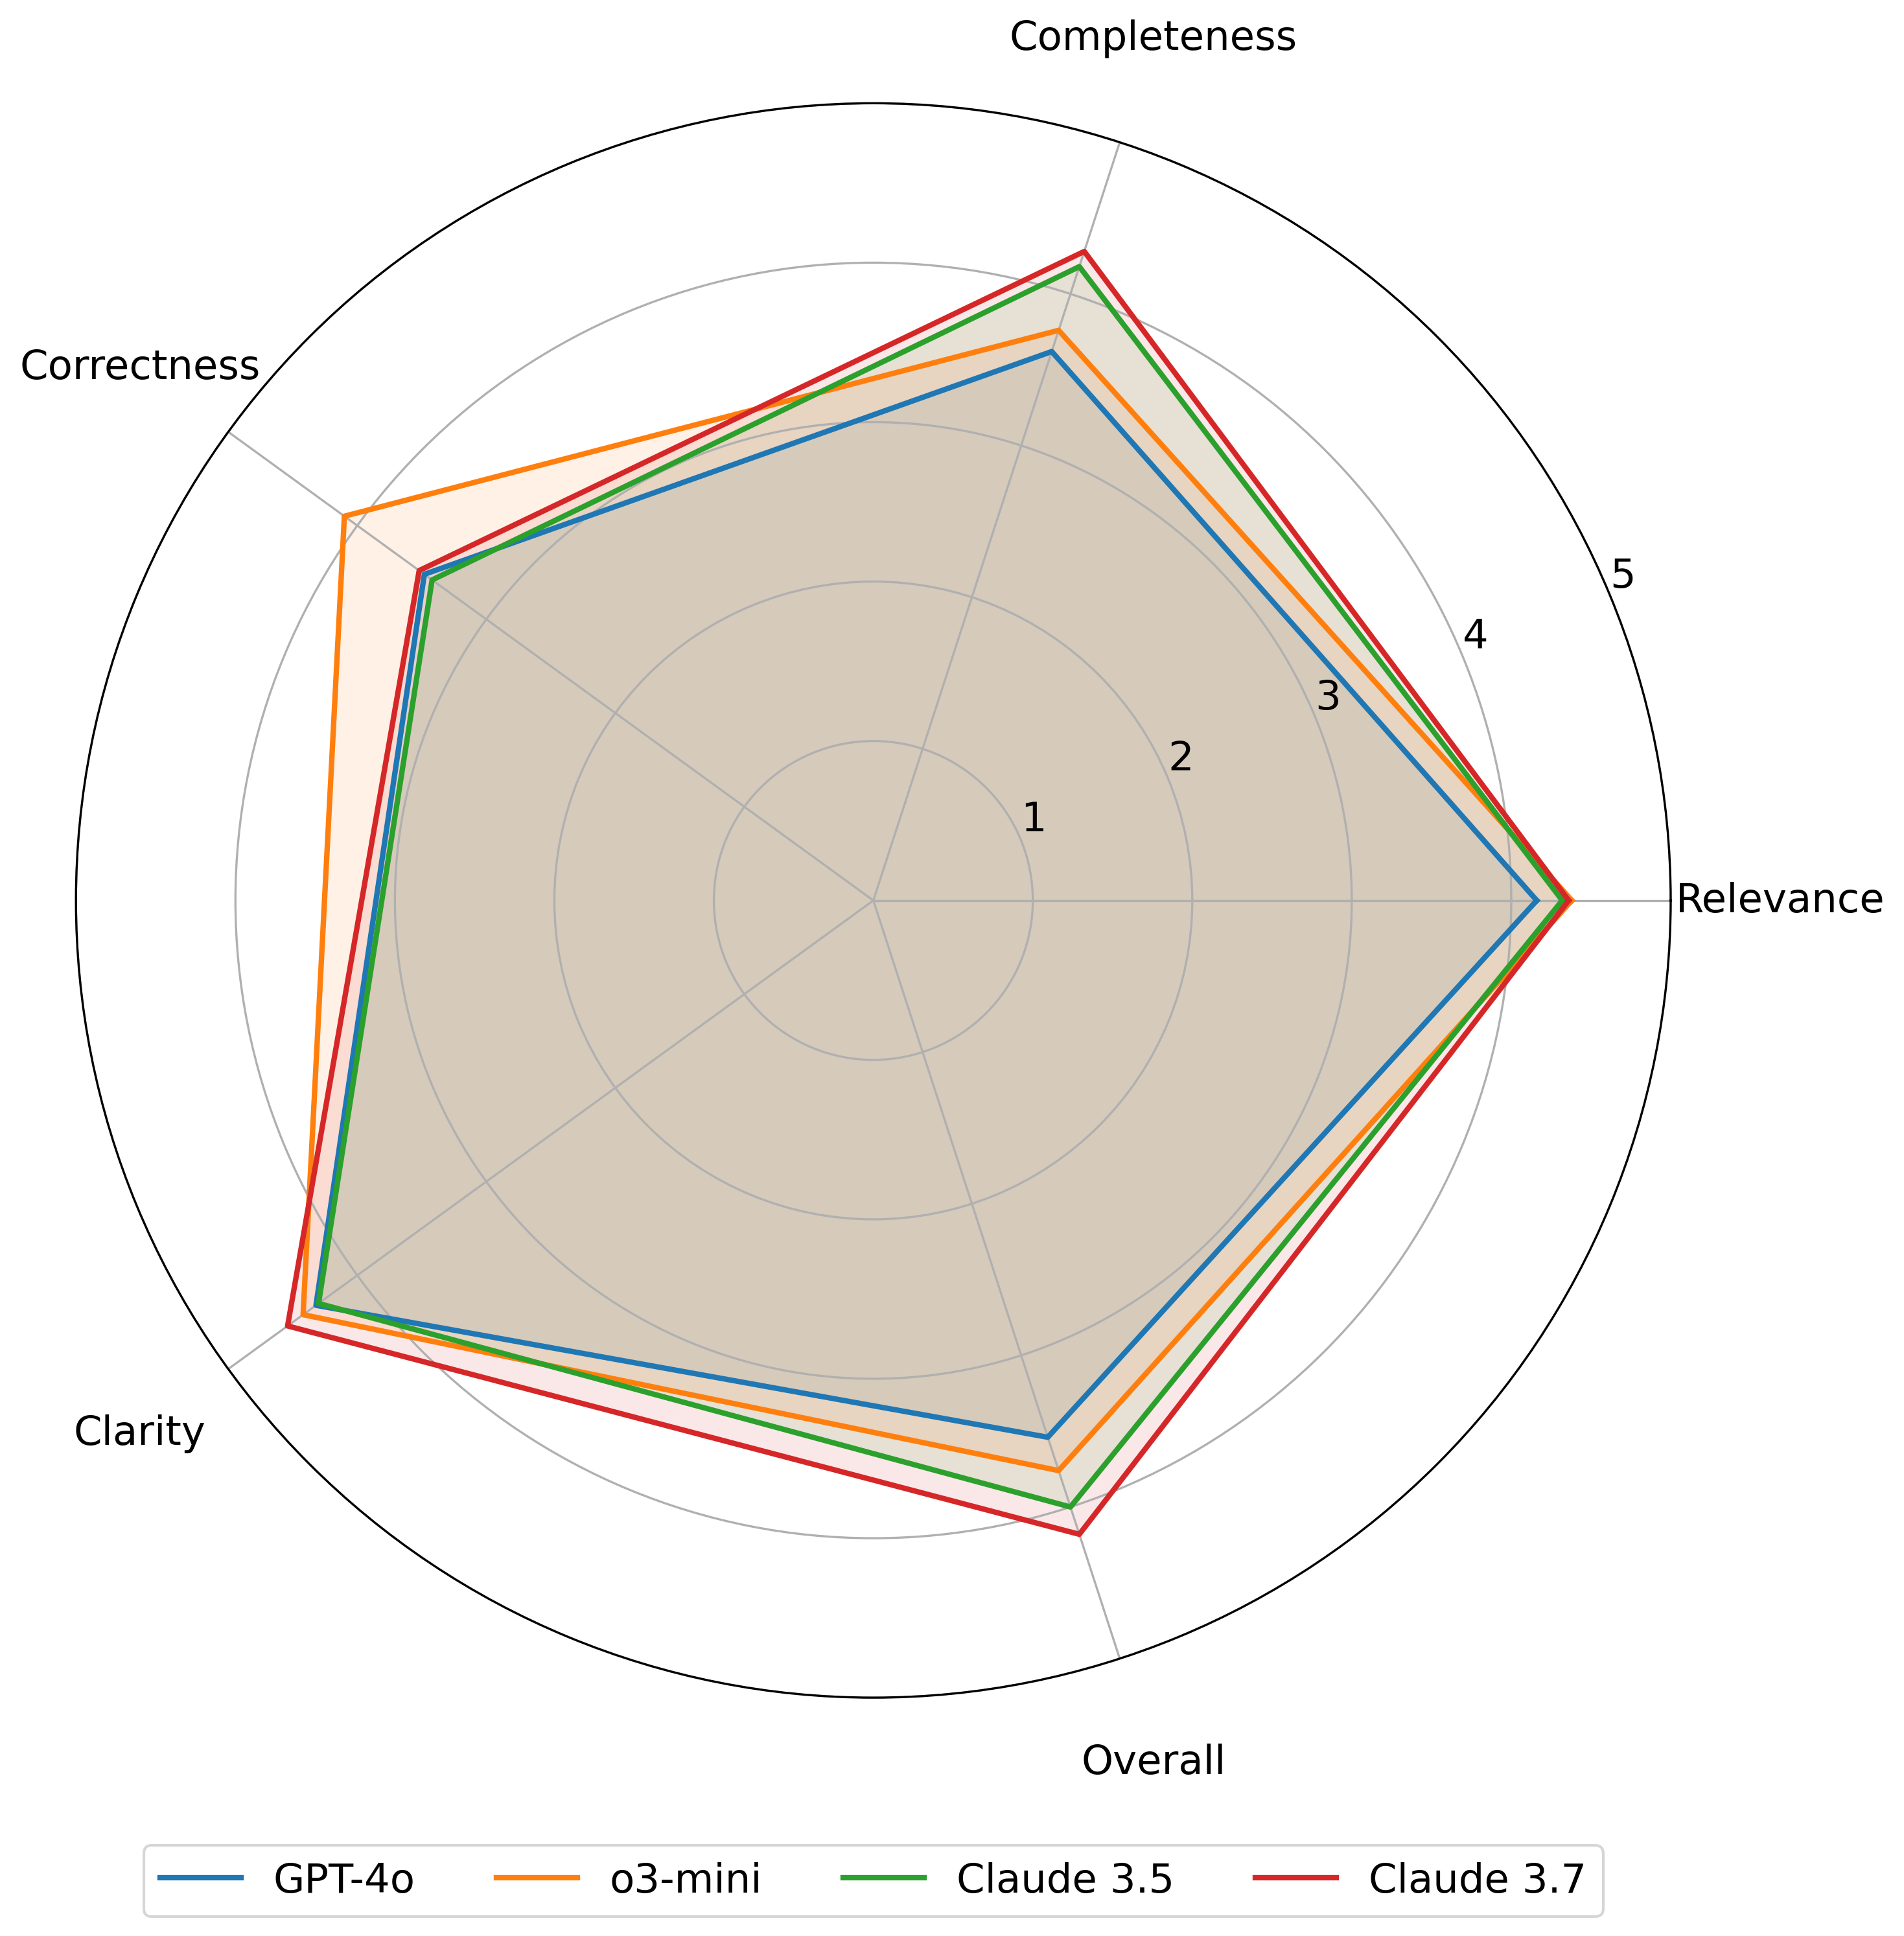 Completeness
Correctness
5
4
3
2
1
Relevance
Clarity
Overall
GPT-4o
o3-mini
Claude 3.5
Claude 3.7